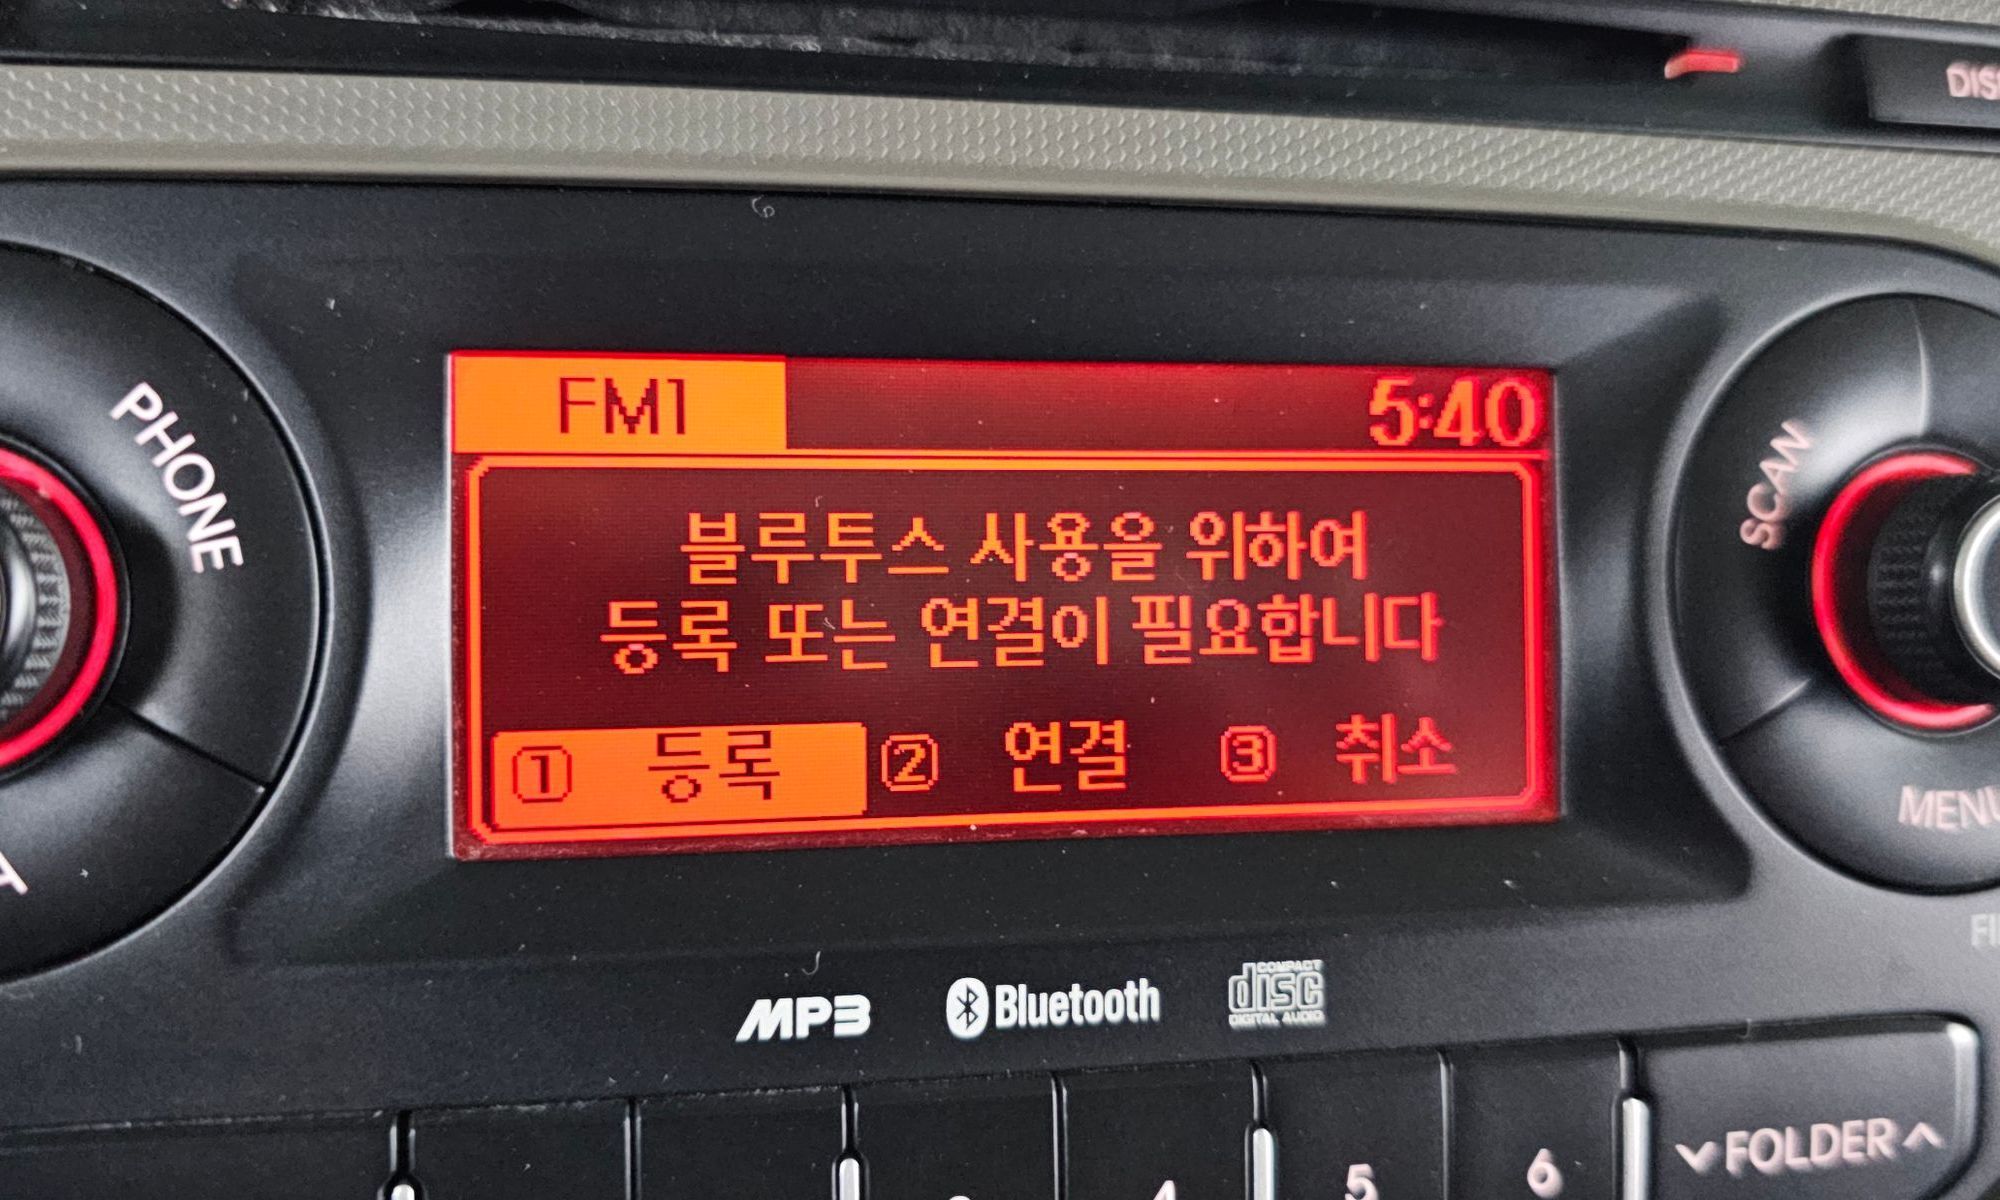 DIS
PHONE
FM1 5:40
SCAN
블루투스 사용을 위하여
등록 또는 연결이 필요합니다
① 등록 ② 연결 ③ 취소
MENU
MP3 Bluetooth COMPACT disc DIGITAL AUDIO
4 5 6 FOLDER